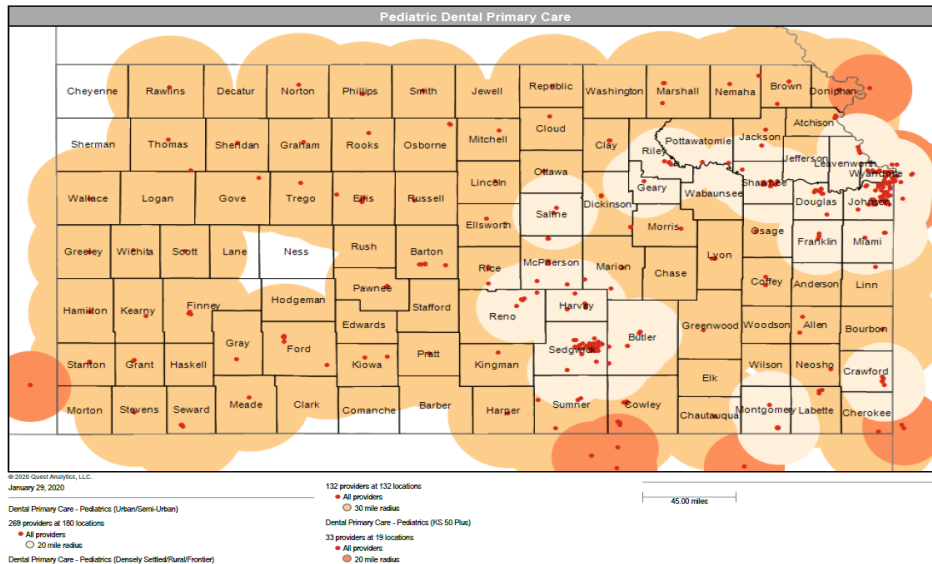 Pediatric Dental Primary Care
Cheyenne Rawlins Decatur Norton Phillips Smith Jewell Republic Washington Marshall Nemaha Brown Doniphan
Atchison
Sherman Thomas Sheridan Graham Rooks Osborne Mitchell Cloud Clay Riley Pottawatomie Jackson Jefferson Leavenworth
Wyandotte
Wallace Logan Gove Trego Ellis Russell Lincoln Ottawa Dickinson Geary Wabaunsee Shawnee Douglas Johnson
Saline
Ellsworth Morris Osage Franklin Miami
Greeley Wichita Scott Lane Ness Rush Barton Rice McPherson Marion Chase Lyon
Pawnee Coffey Anderson Linn
Hamilton Kearny Finney Hodgeman Stafford Reno Harvey
Gray Ford Edwards Butler Greenwood Woodson Allen Bourbon
Stanton Grant Haskell Kiowa Pratt Kingman Sedgwick Elk Wilson Neosho Crawford
Morton Stevens Seward Meade Clark Comanche Barber Harper Sumner Cowley Chautauqua Montgomery Labette Cherokee
© 2020 Quest Analytics, LLC.
January 29, 2020
Dental Primary Care - Pediatrics (Urban/Semi-Urban)
269 providers at 180 locations
All providers
20 mile radius
Dental Primary Care - Pediatrics (Densely Settled/Rural/Frontier)
132 providers at 132 locations
All providers
30 mile radius
Dental Primary Care - Pediatrics (KS 50 Plus)
33 providers at 19 locations
All providers
20 mile radius
45.00 miles